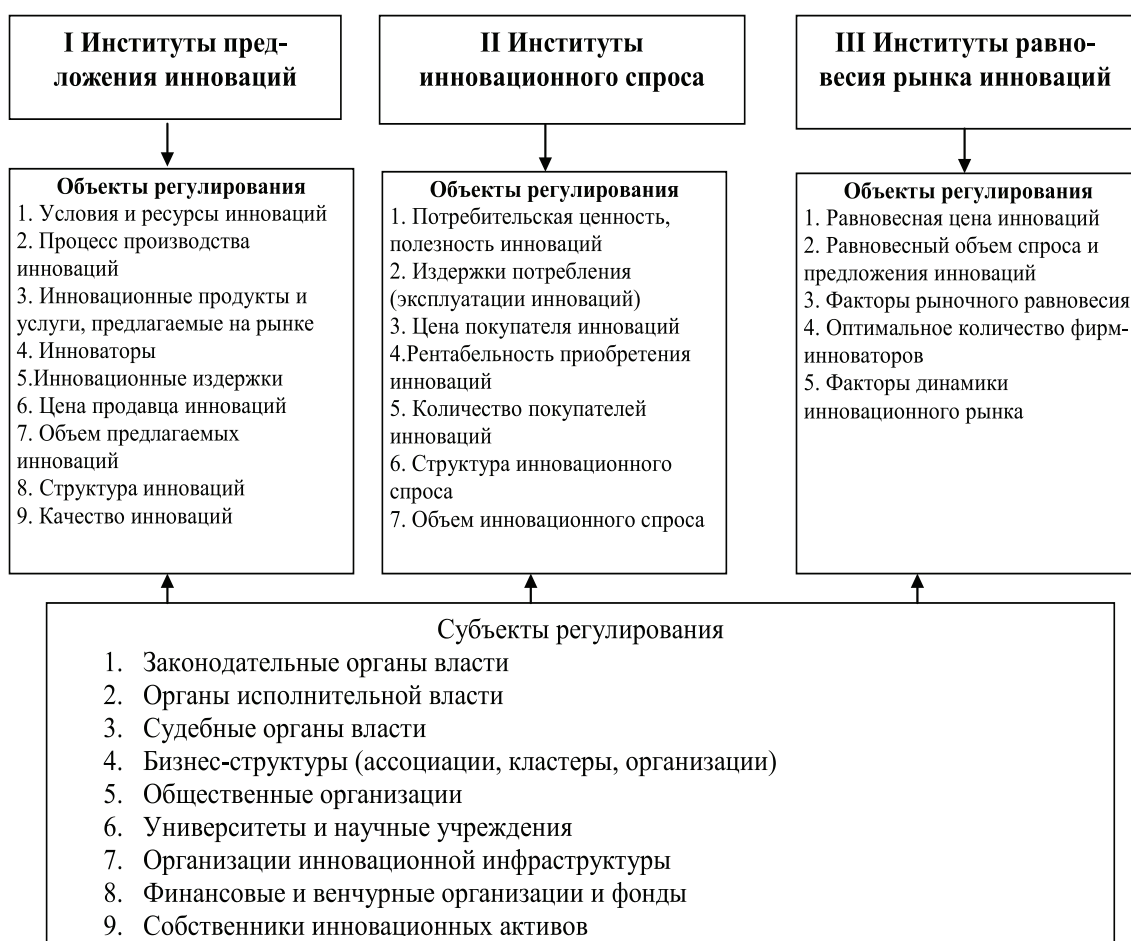 I Институты пред-
ложения инноваций
II Институты
инновационного спроса
III Институты равно-
весия рынка инноваций
Объекты регулирования
1. Условия и ресурсы инноваций
2. Процесс производства
инноваций
3. Инновационные продукты и
услуги, предлагаемые на рынке
4. Инноваторы
5.Инновационные издержки
6. Цена продавца инноваций
7. Объем предлагаемых
инноваций
8. Структура инноваций
9. Качество инноваций
Объекты регулирования
1. Потребительская ценность,
полезность инноваций
2. Издержки потребления
(эксплуатации инноваций)
3. Цена покупателя инноваций
4.Рентабельность приобретения
инноваций
5. Количество покупателей
инноваций
6. Структура инновационного
спроса
7. Объем инновационного спроса
Объекты регулирования
1. Равновесная цена инноваций
2. Равновесный объем спроса и
предложения инноваций
3. Факторы рыночного равновесия
4. Оптимальное количество фирм-
инноваторов
5. Факторы динамики
инновационного рынка
Субъекты регулирования
1. Законодательные органы власти
2. Органы исполнительной власти
3. Судебные органы власти
4. Бизнес-структуры (ассоциации, кластеры, организации)
5. Общественные организации
6. Университеты и научные учреждения
7. Организации инновационной инфраструктуры
8. Финансовые и венчурные организации и фонды
9. Собственники инновационных активов